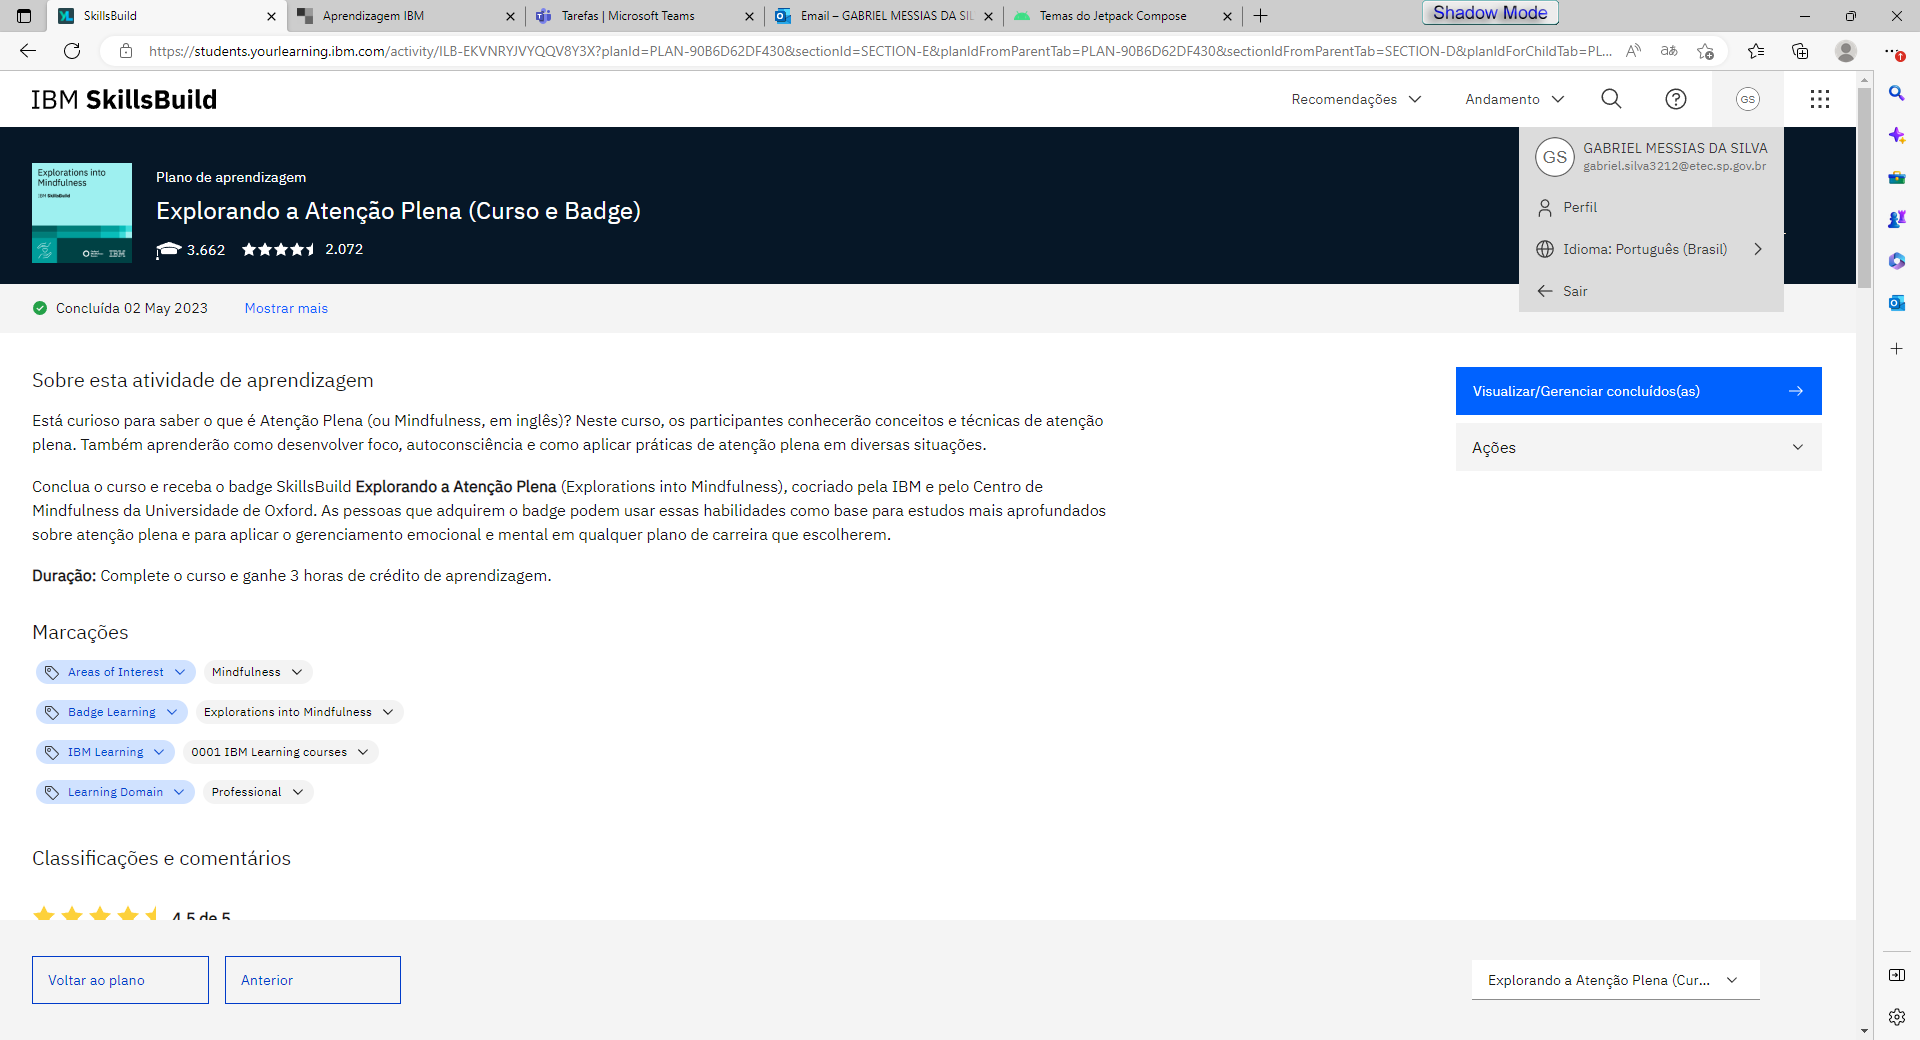 SkillsBuild
Aprendizagem IBM
Tarefas | Microsoft Teams
Email – GABRIEL MESSIAS DA SIL
Temas do Jetpack Compose
Shadow Mode
https://students.yourlearning.ibm.com/activity/ILB-EKVNRYJVYQQV8Y3X?planId=PLAN-90B6D62DF430&sectionId=SECTION-E&planIdFromParentTab=PLAN-90B6D62DF430&sectionIdFromParentTab=SECTION-D&planIdForChildTab=PL...
IBM SkillsBuild
Recomendações
Andamento
GS
GS
GABRIEL MESSIAS DA SILVA
gabriel.silva3212@etec.sp.gov.br
Perfil
Idioma: Português (Brasil)
Sair
Explorations into
Mindfulness
IBM SkillsBuild
IBM
Plano de aprendizagem
Explorando a Atenção Plena (Curso e Badge)
3.662
2.072
Concluída 02 May 2023
Mostrar mais
Sobre esta atividade de aprendizagem
Está curioso para saber o que é Atenção Plena (ou Mindfulness, em inglês)? Neste curso, os participantes conhecerão conceitos e técnicas de atenção
plena. Também aprenderão como desenvolver foco, autoconsciência e como aplicar práticas de atenção plena em diversas situações.
Conclua o curso e receba o badge SkillsBuild Explorando a Atenção Plena (Explorations into Mindfulness), cocriado pela IBM e pelo Centro de
Mindfulness da Universidade de Oxford. As pessoas que adquirem o badge podem usar essas habilidades como base para estudos mais aprofundados
sobre atenção plena e para aplicar o gerenciamento emocional e mental em qualquer plano de carreira que escolherem.
Duração: Complete o curso e ganhe 3 horas de crédito de aprendizagem.
Visualizar/Gerenciar concluídos(as)
Ações
Marcações
Areas of Interest
Mindfulness
Badge Learning
Explorations into Mindfulness
IBM Learning
0001 IBM Learning courses
Learning Domain
Professional
Classificações e comentários
4,5 de 5
Voltar ao plano
Anterior
Explorando a Atenção Plena (Cur...